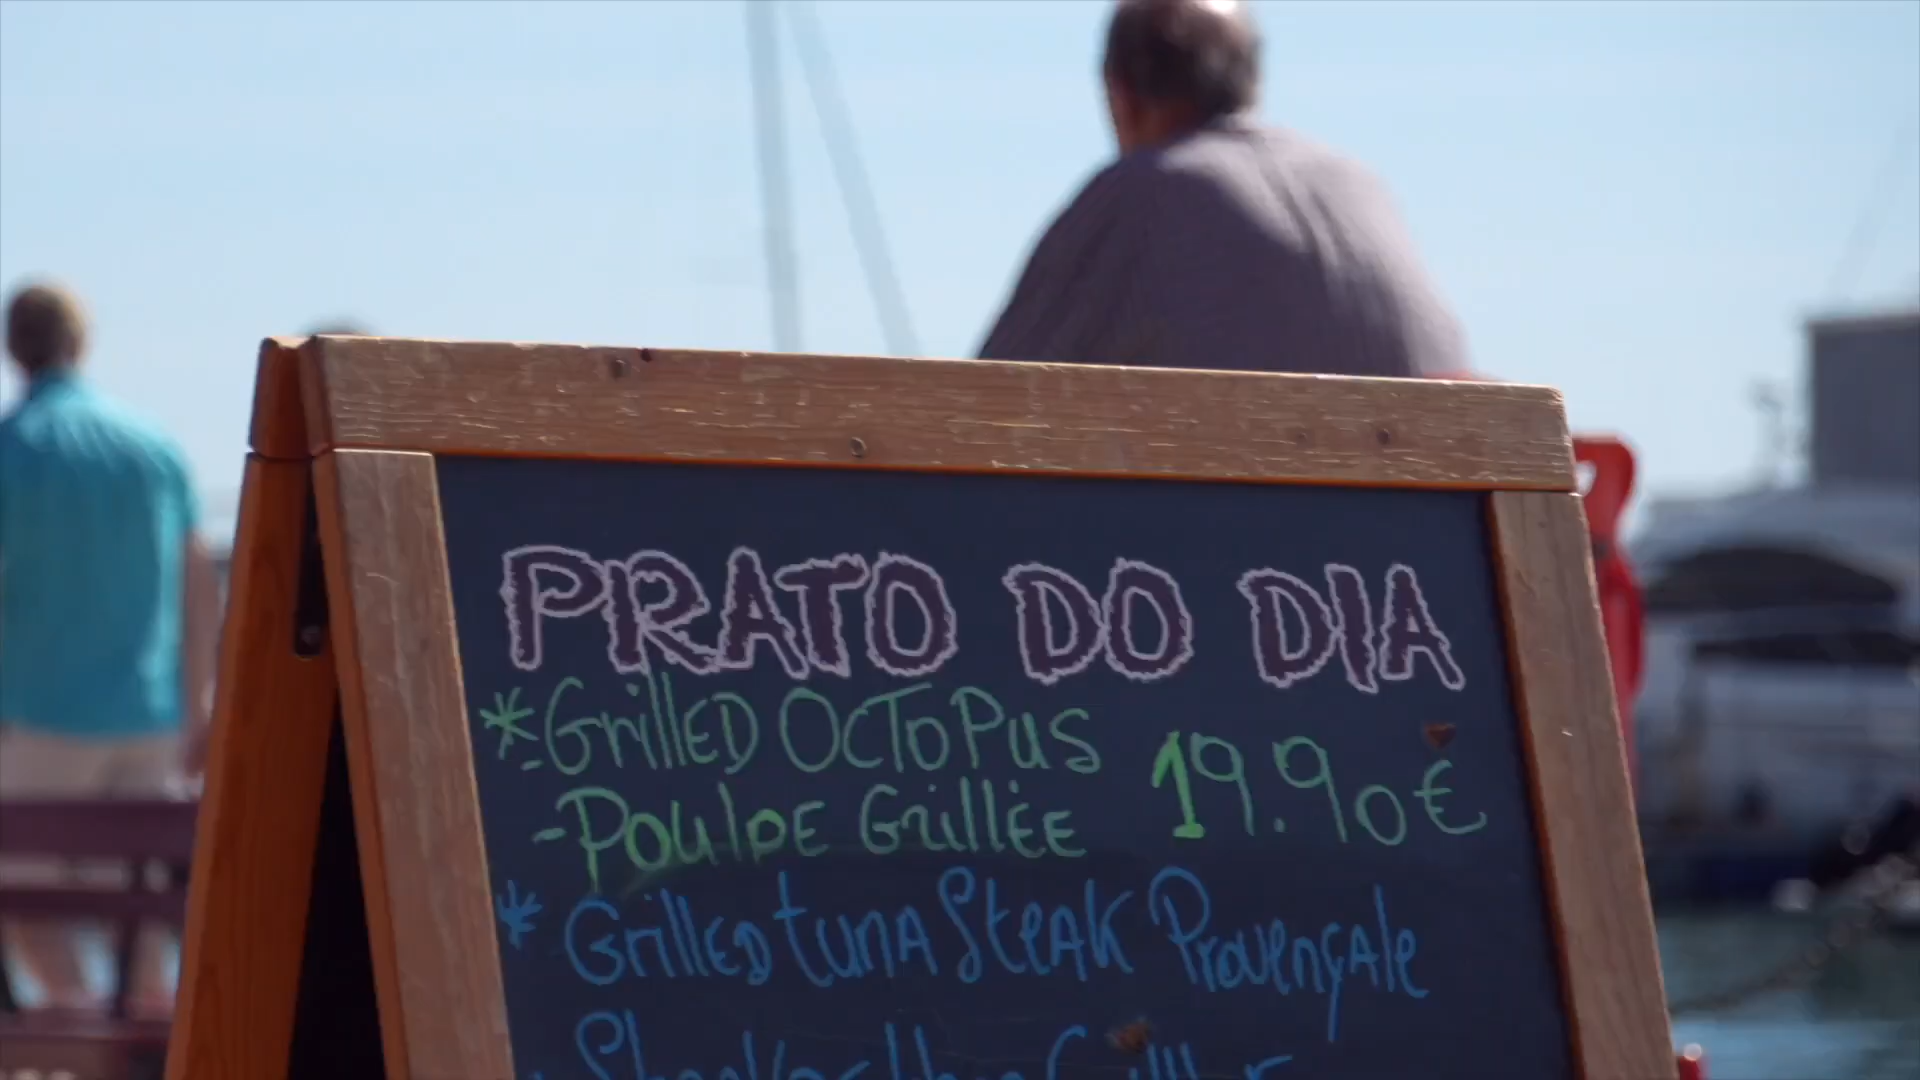 PRATO DO DIA
*GrillED OCToPuS 19.90€
-PoulpE Grillée
* GrillED tunA SteAK ProvençAle